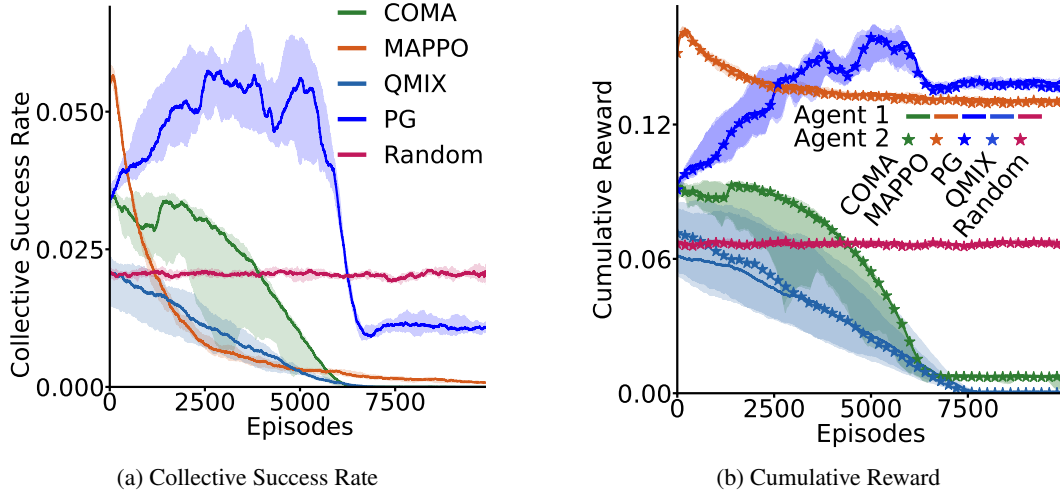 COMA
MAPPO
QMIX
PG
Random
Collective Success Rate
0.050
0.025
0.000
0
2500
5000
7500
Episodes
(a) Collective Success Rate
Cumulative Reward
0.12
0.06
0.00
Agent 1
Agent 2
COMA
MAPPO
PG
QMIX
Random
0
2500
5000
7500
Episodes
(b) Cumulative Reward